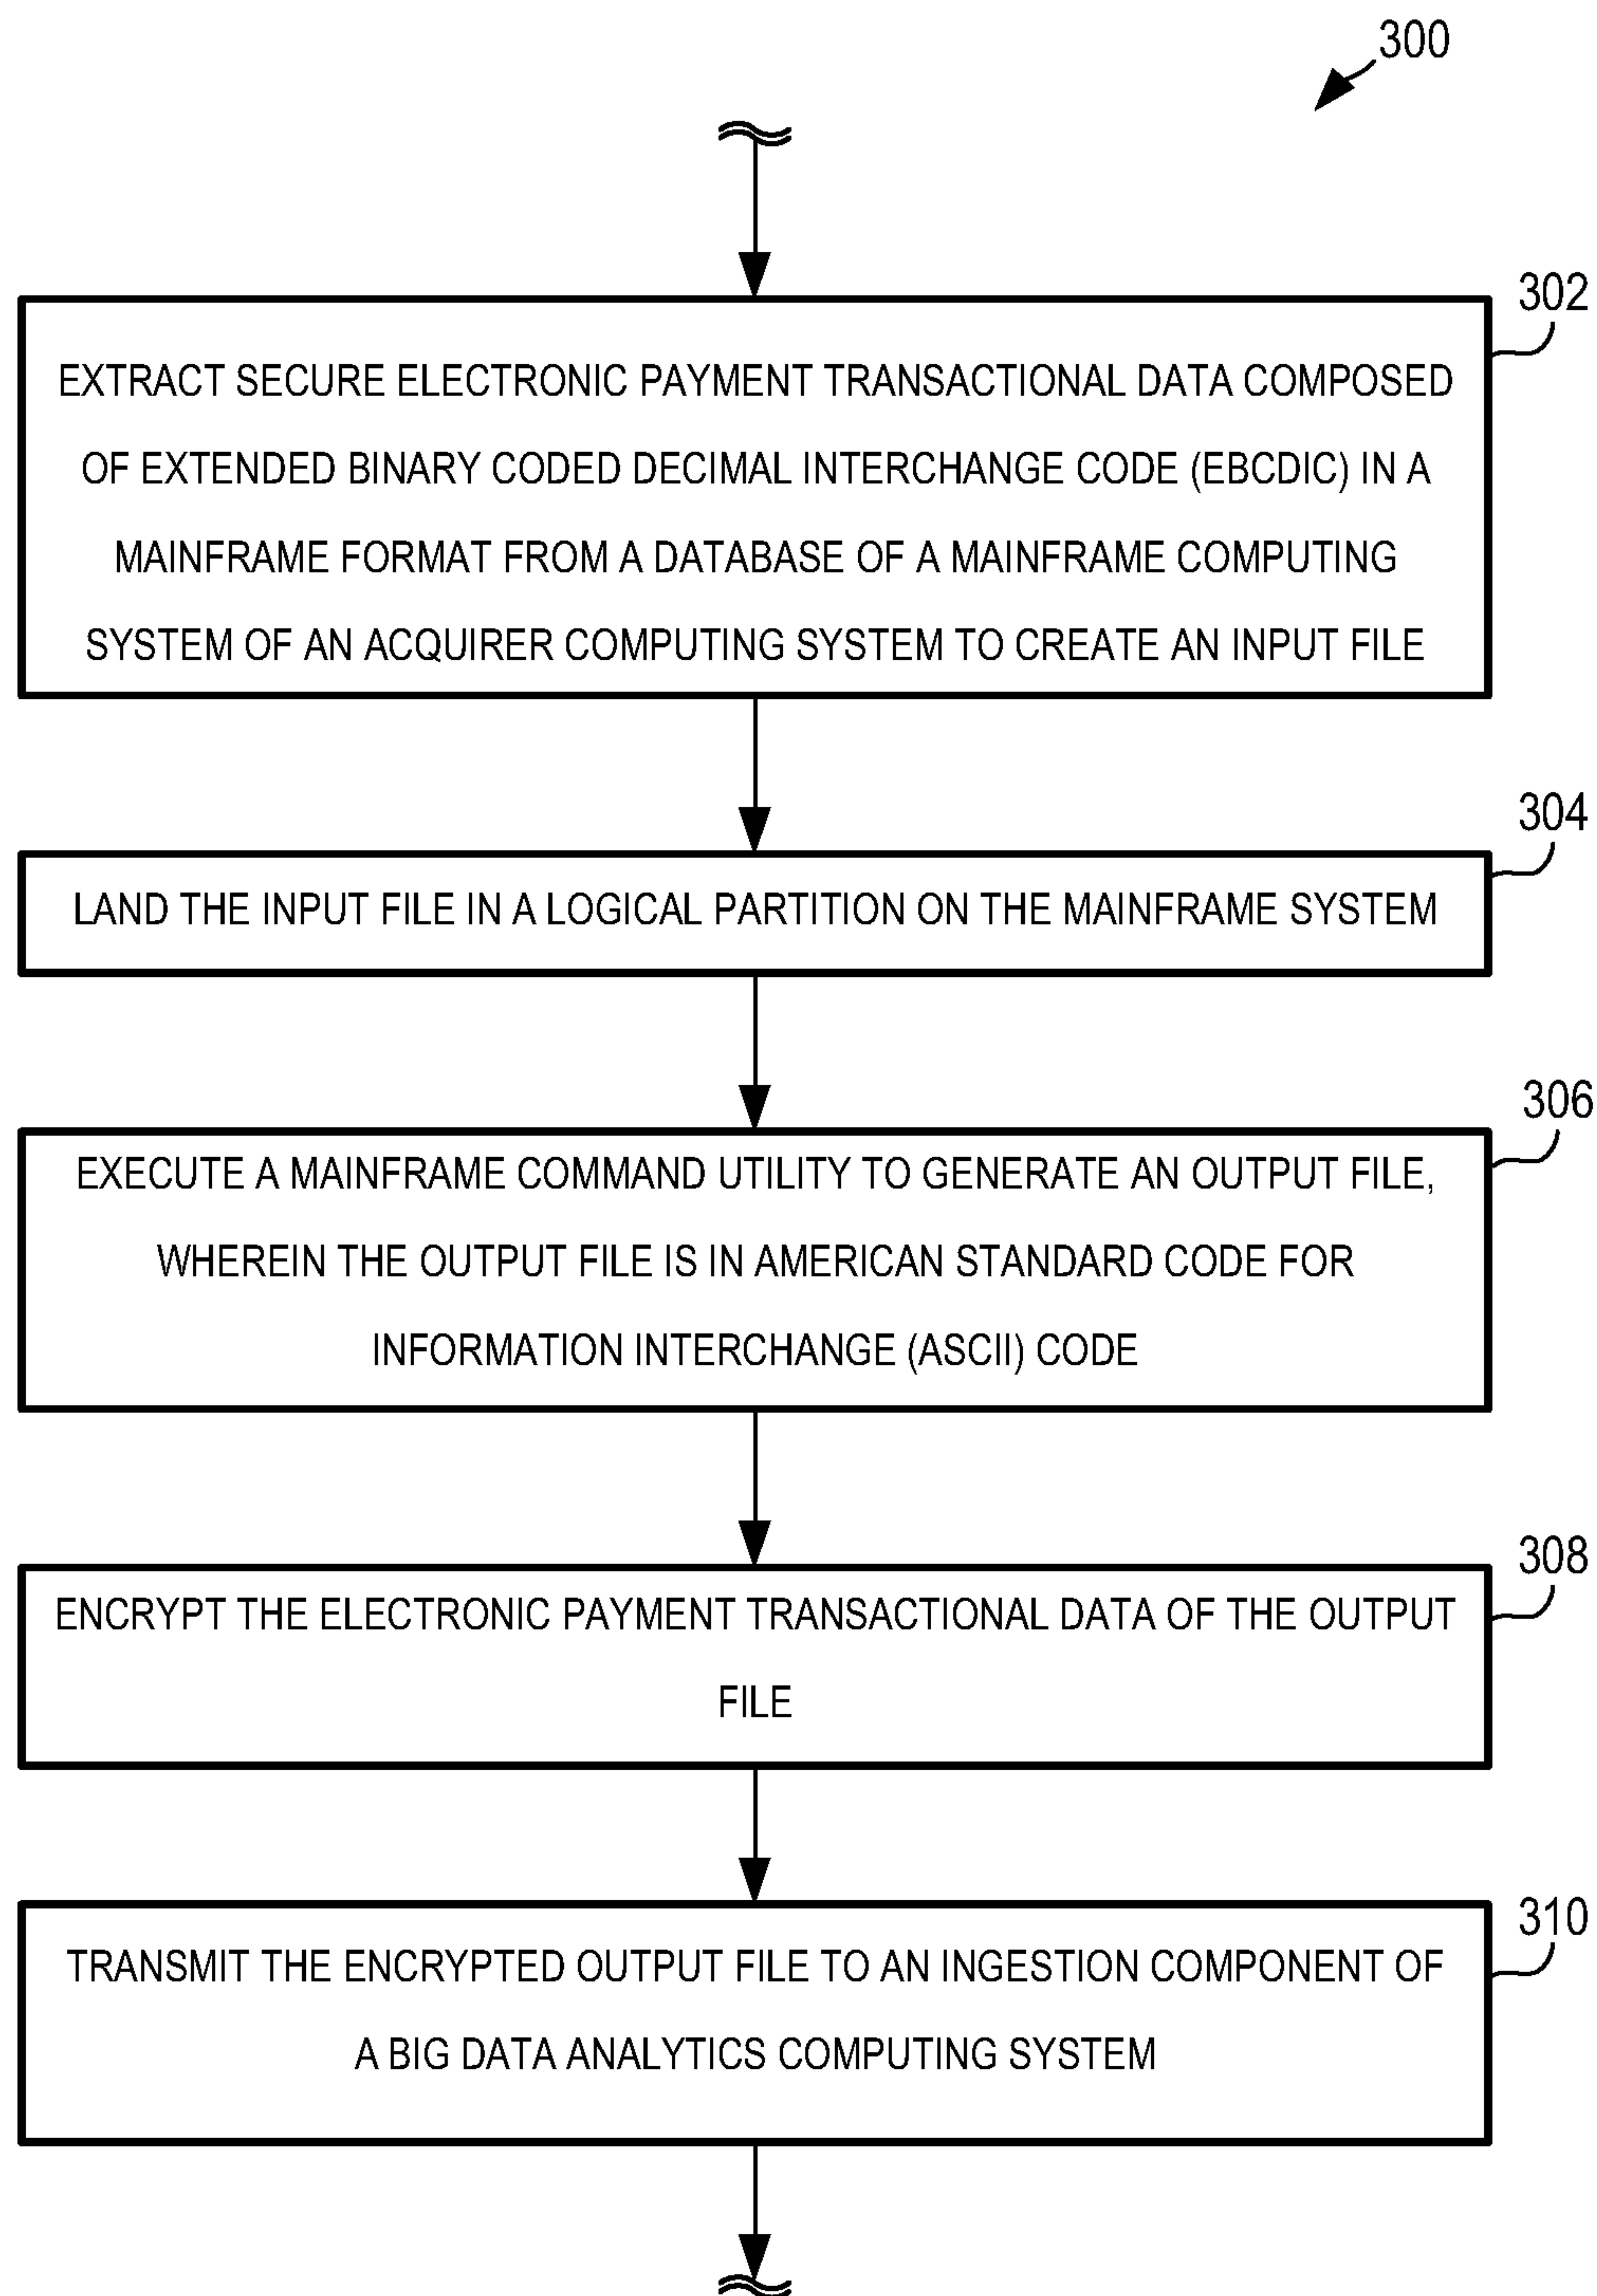 300
302
EXTRACT SECURE ELECTRONIC PAYMENT TRANSACTIONAL DATA COMPOSED
OF EXTENDED BINARY CODED DECIMAL INTERCHANGE CODE (EBCDIC) IN A
MAINFRAME FORMAT FROM A DATABASE OF A MAINFRAME COMPUTING
SYSTEM OF AN ACQUIRER COMPUTING SYSTEM TO CREATE AN INPUT FILE
304
LAND THE INPUT FILE IN A LOGICAL PARTITION ON THE MAINFRAME SYSTEM
306
EXECUTE A MAINFRAME COMMAND UTILITY TO GENERATE AN OUTPUT FILE,
WHEREIN THE OUTPUT FILE IS IN AMERICAN STANDARD CODE FOR
INFORMATION INTERCHANGE (ASCII) CODE
308
ENCRYPT THE ELECTRONIC PAYMENT TRANSACTIONAL DATA OF THE OUTPUT
FILE
310
TRANSMIT THE ENCRYPTED OUTPUT FILE TO AN INGESTION COMPONENT OF
A BIG DATA ANALYTICS COMPUTING SYSTEM